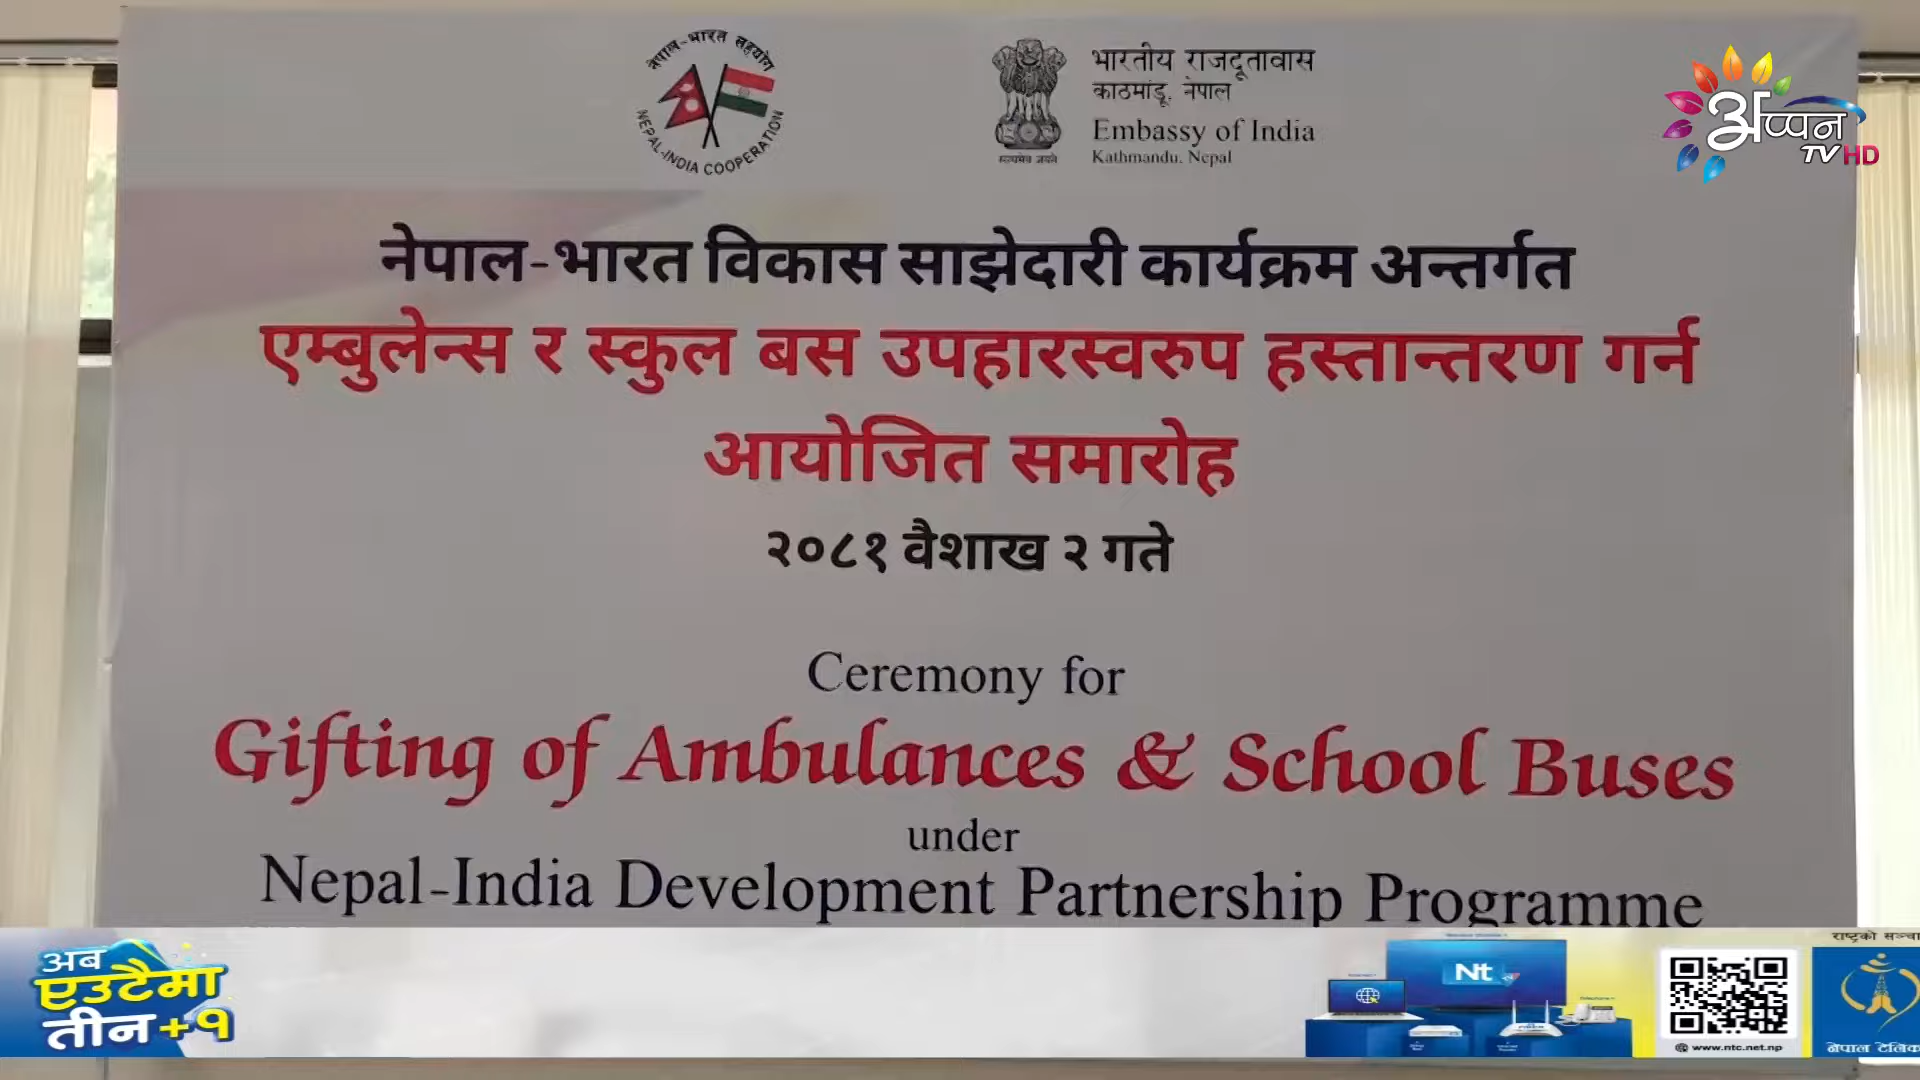 नेपाल-भारत सहयोग
NEPAL-INDIA COOPERATION
सत्यमेव जयते
भारतीय राजदूतावास
काठमांडू, नेपाल
Embassy of India
Kathmandu, Nepal
अप्पन
TV HD
नेपाल-भारत विकास साझेदारी कार्यक्रम अन्तर्गत
एम्बुलेन्स र स्कुल बस उपहारस्वरुप हस्तान्तरण गर्न
आयोजित समारोह
२०८१ वैशाख २ गते
Ceremony for
Gifting of Ambulances & School Buses
under
Nepal-India Development Partnership Programme
अब
एउटैमा
तीन +१
Nt
www.ntc.net.np
राष्ट्रको सञ्चा
नेपाल टेलिक